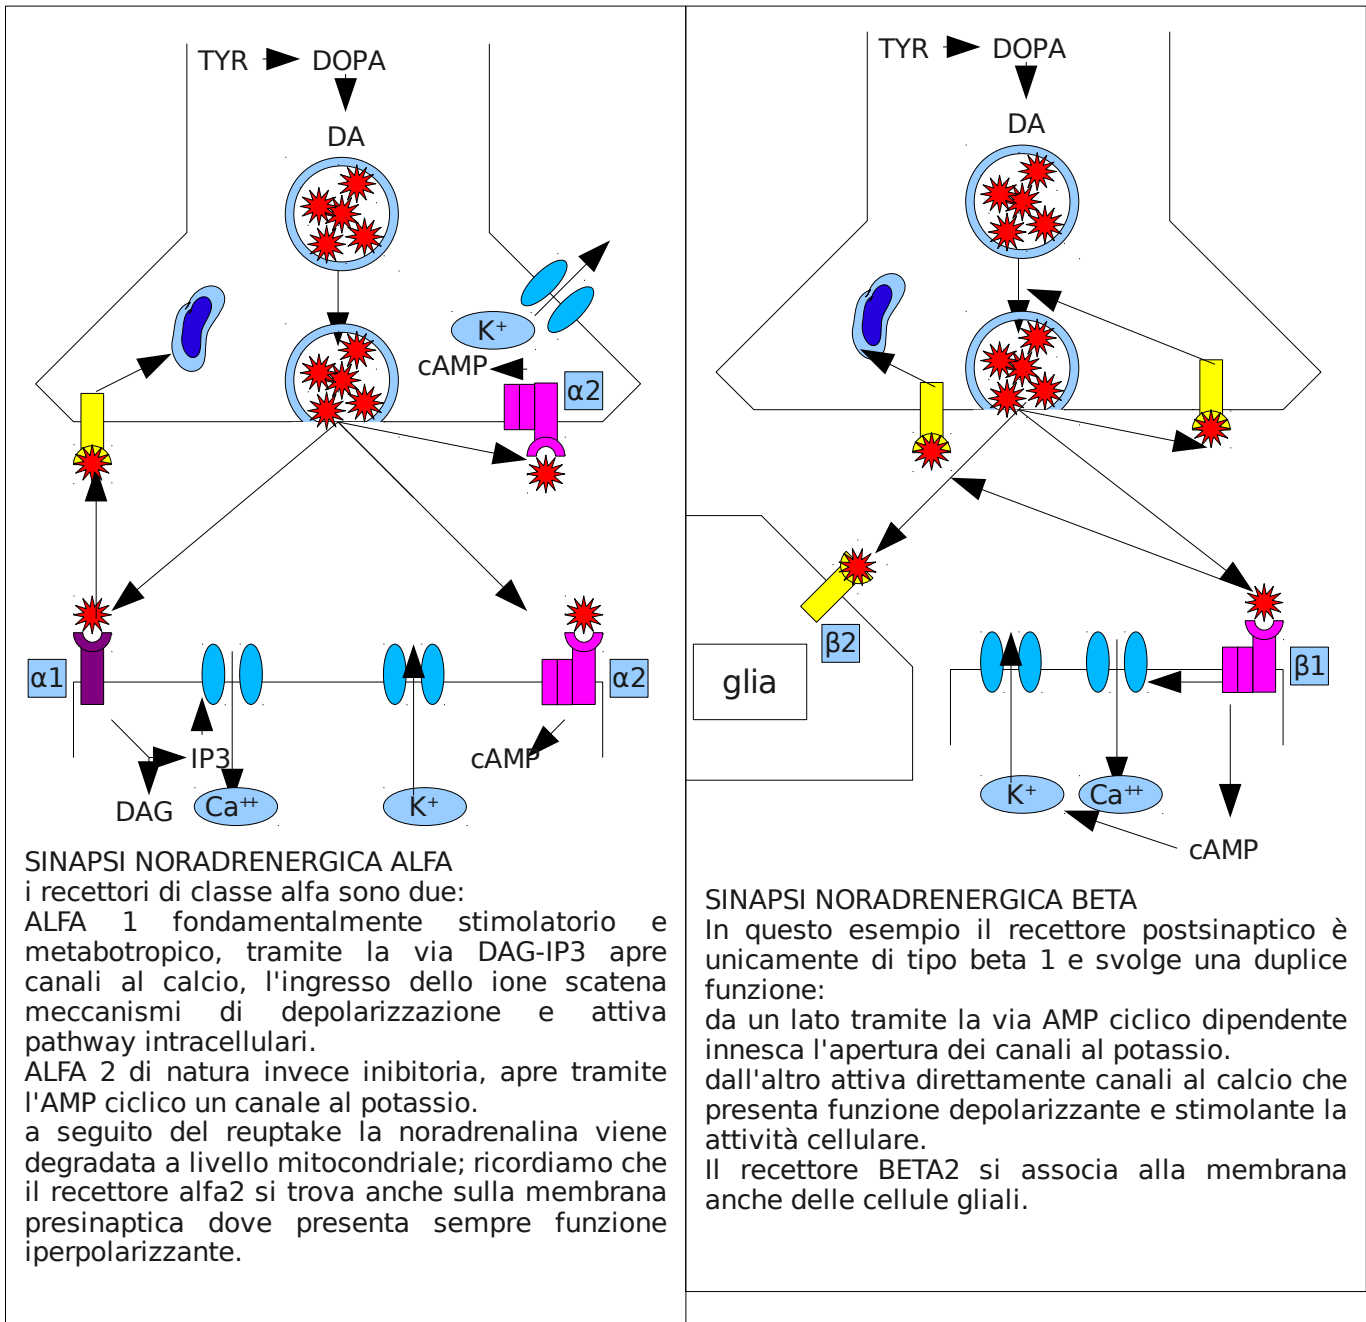 TYR DOPA
DA
K⁺
cAMP
α2
α1
α2
IP3
cAMP
DAG
Ca⁺⁺
K⁺
SINAPSI NORADRENERGICA ALFA
i recettori di classe alfa sono due:
ALFA 1 fondamentalmente stimolatorio e
metabotropico, tramite la via DAG-IP3 apre
canali al calcio, l'ingresso dello ione scatena
meccanismi di depolarizzazione e attiva
pathway intracellulari.
ALFA 2 di natura invece inibitoria, apre tramite
l'AMP ciclico un canale al potassio.
a seguito del reuptake la noradrenalina viene
degradata a livello mitocondriale; ricordiamo che
il recettore alfa2 si trova anche sulla membrana
presinaptica dove presenta sempre funzione
iperpolarizzante.
TYR DOPA
DA
β2
glia
β1
K⁺
Ca⁺⁺
cAMP
SINAPSI NORADRENERGICA BETA
In questo esempio il recettore postsinaptico è
unicamente di tipo beta 1 e svolge una duplice
funzione:
da un lato tramite la via AMP ciclico dipendente
innesca l'apertura dei canali al potassio.
dall'altro attiva direttamente canali al calcio che
presenta funzione depolarizzante e stimolante la
attività cellulare.
Il recettore BETA2 si associa alla membrana
anche delle cellule gliali.